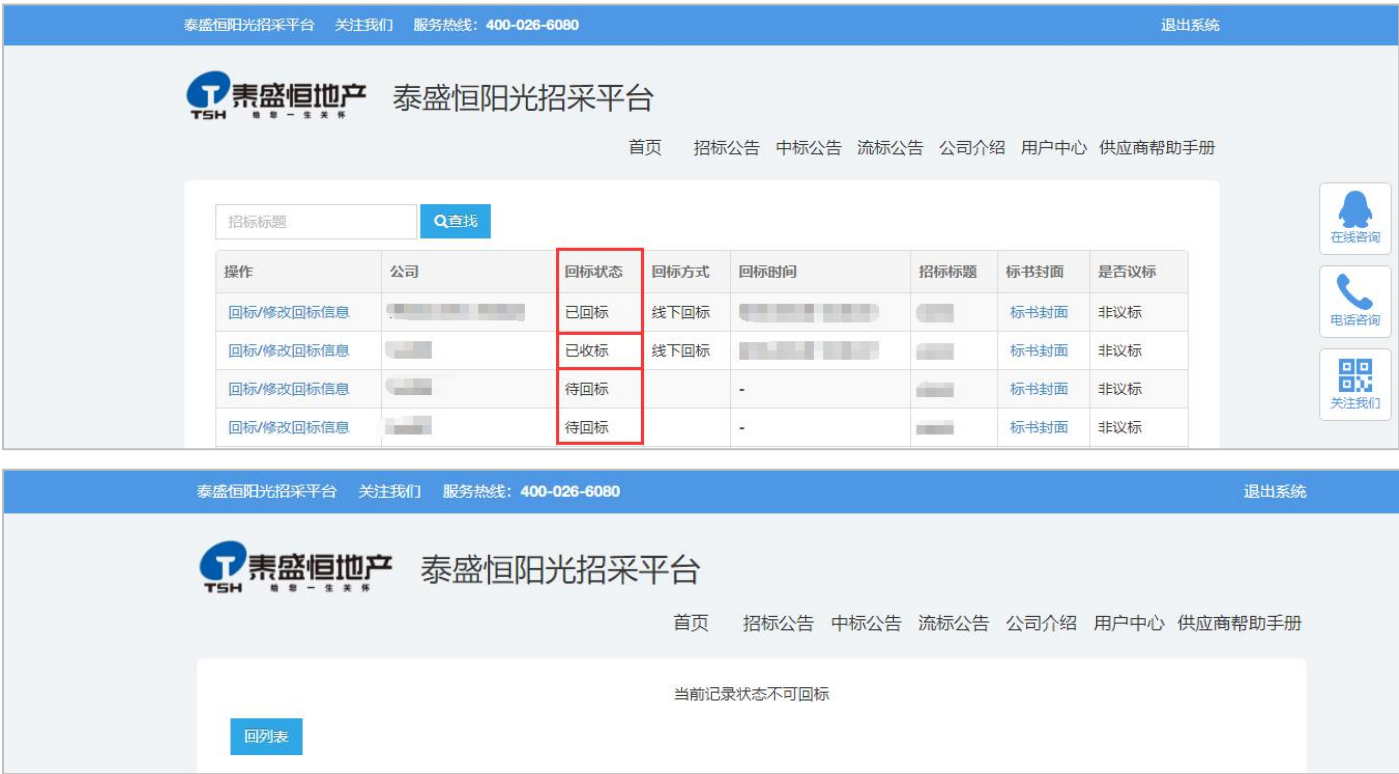 泰盛恒阳光招采平台 关注我们 服务热线：400-026-6080 退出系统
泰盛恒地产 泰盛恒阳光招采平台
TSH 给您一生关怀
首页 招标公告 中标公告 流标公告 公司介绍 用户中心 供应商帮助手册
招标标题 查找
在线咨询
操作 公司 回标状态 回标方式 回标时间 招标标题 标书封面 是否议标
回标/修改回标信息 已回标 线下回标 标书封面 非议标
电话咨询
回标/修改回标信息 已收标 线下回标 标书封面 非议标
回标/修改回标信息 待回标 - 标书封面 非议标
关注我们
回标/修改回标信息 待回标 - 标书封面 非议标
泰盛恒阳光招采平台 关注我们 服务热线：400-026-6080 退出系统
泰盛恒地产 泰盛恒阳光招采平台
TSH 给您一生关怀
首页 招标公告 中标公告 流标公告 公司介绍 用户中心 供应商帮助手册
当前记录状态不可回标
回列表